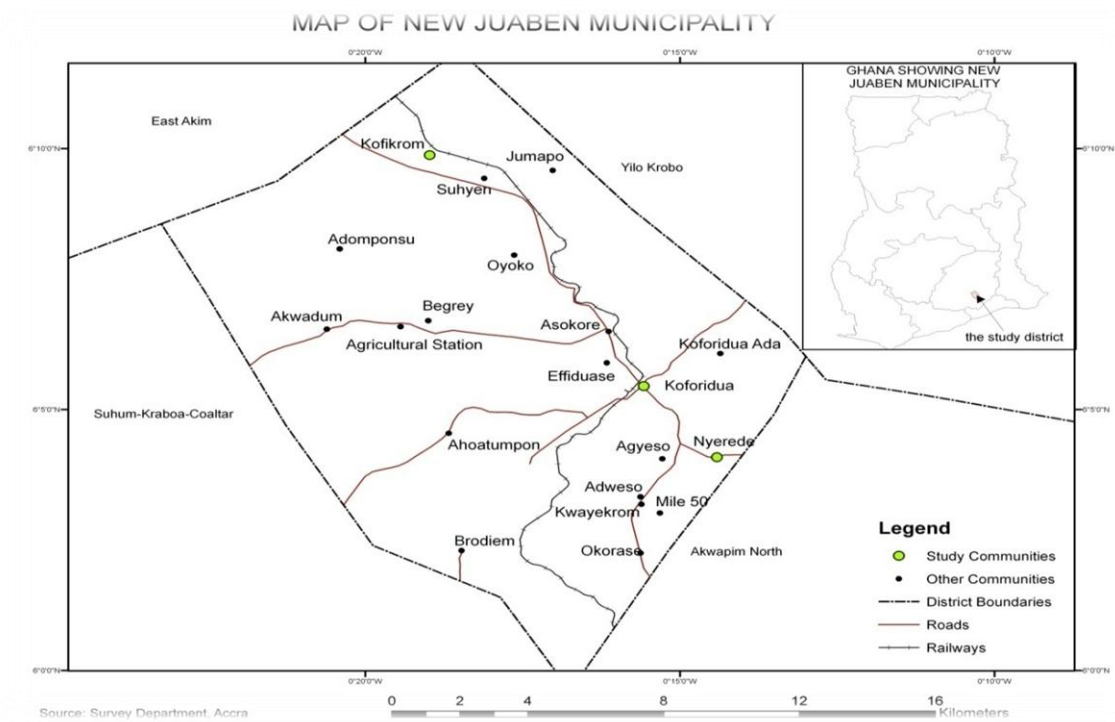 MAP OF NEW JUABEN MUNICIPALITY
0°20'0"W 0°15'0"W 0°10'0"W
GHANA SHOWING NEW
JUABEN MUNICIPALITY
East Akim
Kofikrom
6°10'0"N 6°10'0"N
Jumapo
Yilo Krobo
Suhyen
Adomponsu
Oyoko
Begrey
Akwadum
Asokore
Agricultural Station
the study district
Koforidua Ada
Effiduase
Koforidua
Suhum-Kraboa-Coaltar
6°5'0"N 6°5'0"N
Ahoatumpon
Agyeso
Nyerede
Adweso
Mile 50
Kwayekrom
Brodiem
Okorase
Akwapim North
Legend
Study Communities
Other Communities
District Boundaries
Roads
Railways
6°0'0"N 6°0'0"N
0°20'0"W 0°15'0"W 0°10'0"W
0 2 4 8 12 16
Kilometers
Source: Survey Department, Accra